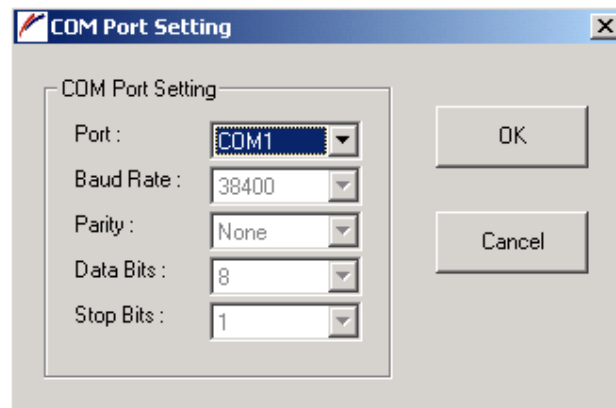 COM Port Setting
COM Port Setting
Port : COM1
Baud Rate : 38400
Parity : None
Data Bits : 8
Stop Bits : 1
OK
Cancel